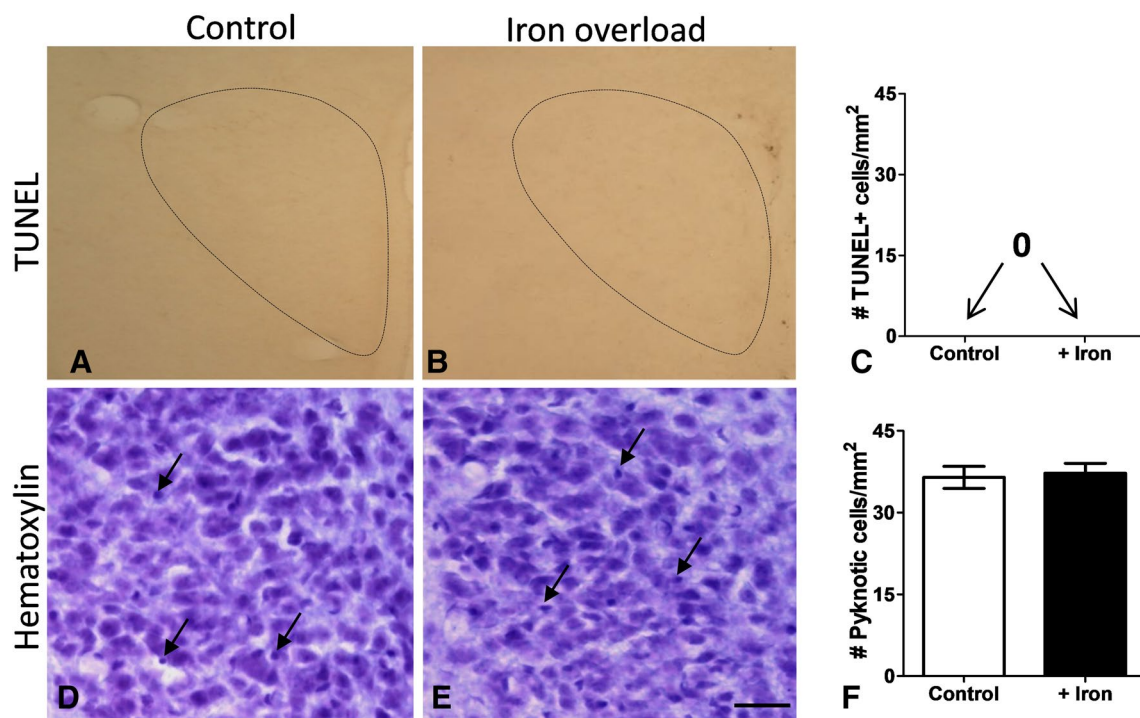 Control
Iron overload
TUNEL
A
B
# TUNEL+ cells/mm²
45
30
15
0
0
Control
+ Iron
C
Hematoxylin
D
E
# Pyknotic cells/mm²
45
30
15
0
Control
+ Iron
F